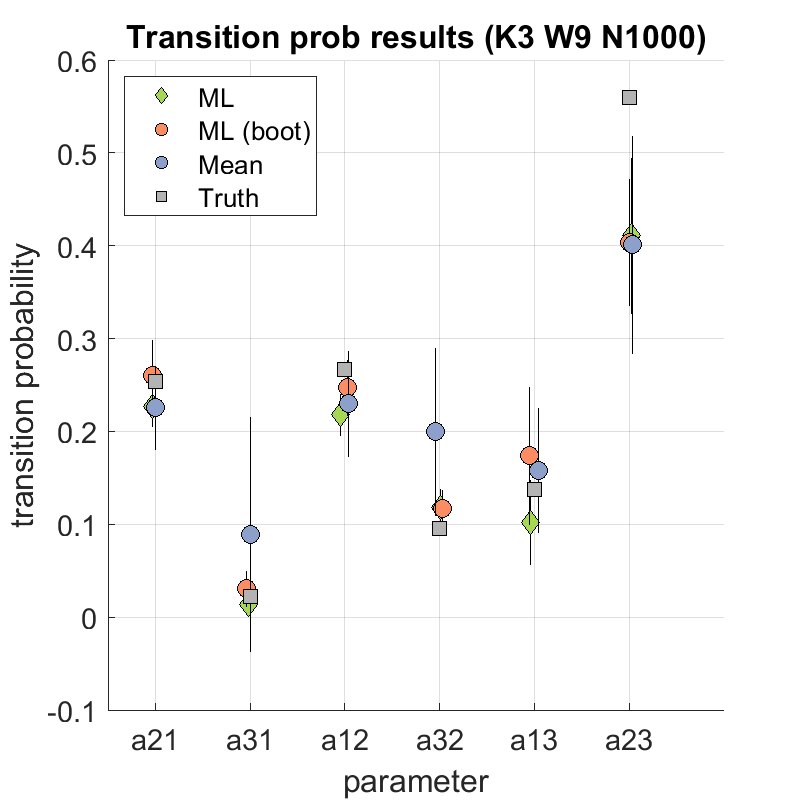 Transition prob results (K3 W9 N1000)
ML
ML (boot)
Mean
Truth
0.6
0.5
0.4
0.3
0.2
0.1
0
-0.1
transition probability
a21 a31 a12 a32 a13 a23
parameter